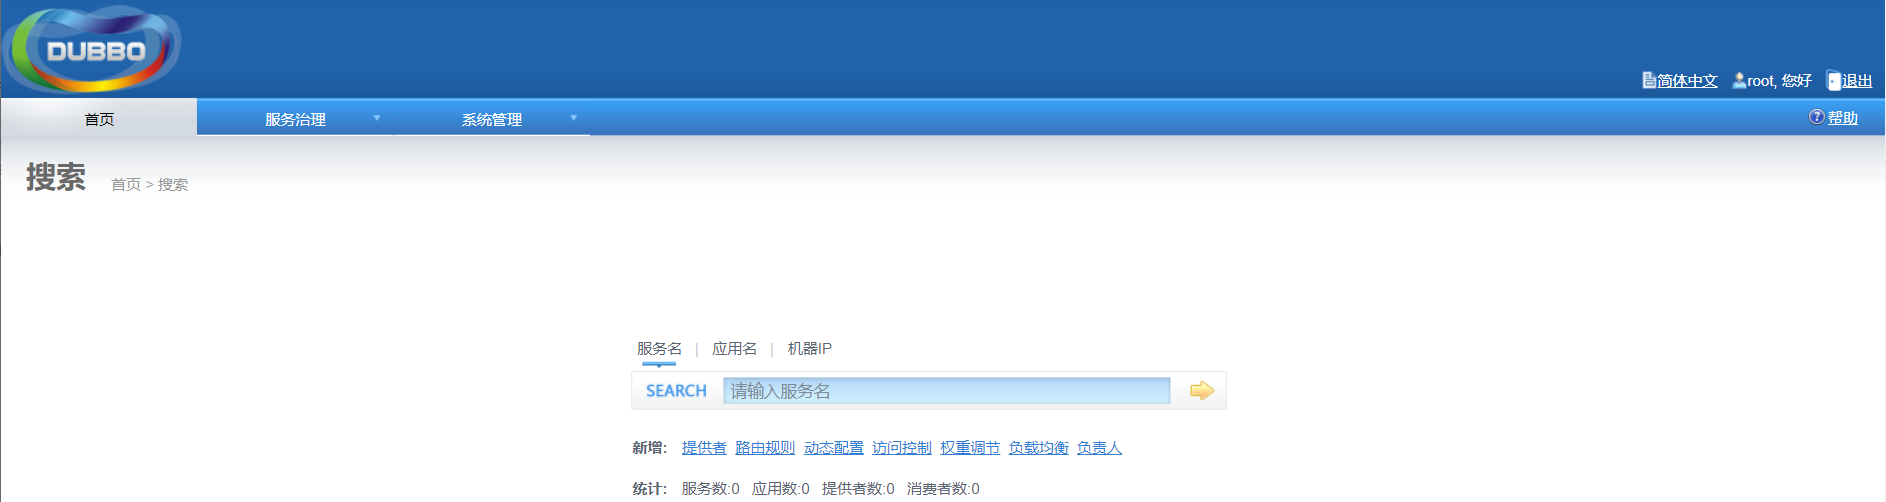 DUBBO
简体中文 root, 您好 退出
首页 服务治理 系统管理 帮助
搜索 首页 > 搜索
服务名 | 应用名 | 机器IP
SEARCH 请输入服务名
新增: 提供者 路由规则 动态配置 访问控制 权重调节 负载均衡 负责人
统计: 服务数:0 应用数:0 提供者数:0 消费者数:0